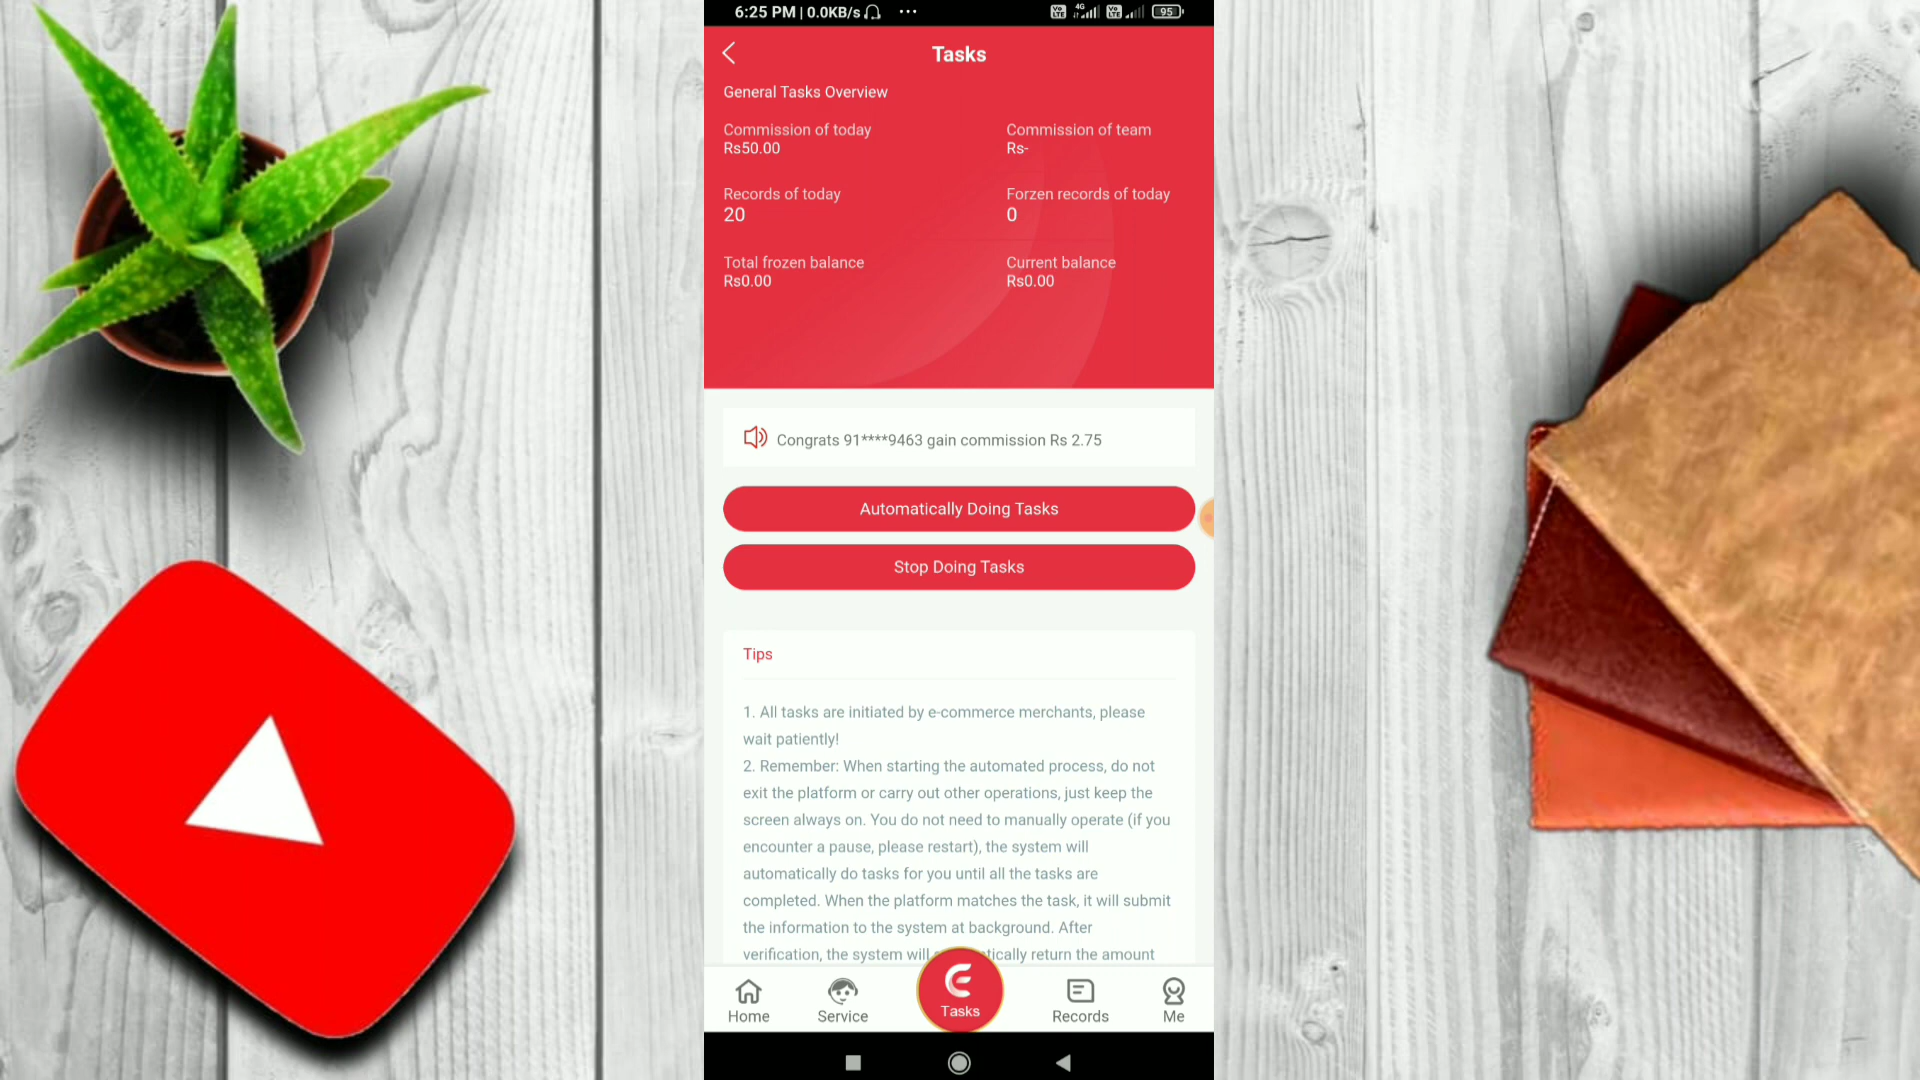 6:25 PM | 0.0KB/s
4G
95
Tasks
General Tasks Overview
Commission of today
Rs50.00
Commission of team
Rs-
Records of today
20
Forzen records of today
0
Total frozen balance
Rs0.00
Current balance
Rs0.00
Congrats 91****9463 gain commission Rs 2.75
Automatically Doing Tasks
Stop Doing Tasks
Tips
1. All tasks are initiated by e-commerce merchants, please
wait patiently!
2. Remember: When starting the automated process, do not
exit the platform or carry out other operations, just keep the
screen always on. You do not need to manually operate (if you
encounter a pause, please restart), the system will
automatically do tasks for you until all the tasks are
completed. When the platform matches the task, it will submit
the information to the system at background. After
verification, the system will return the amount
Home
Service
Tasks
Records
Me